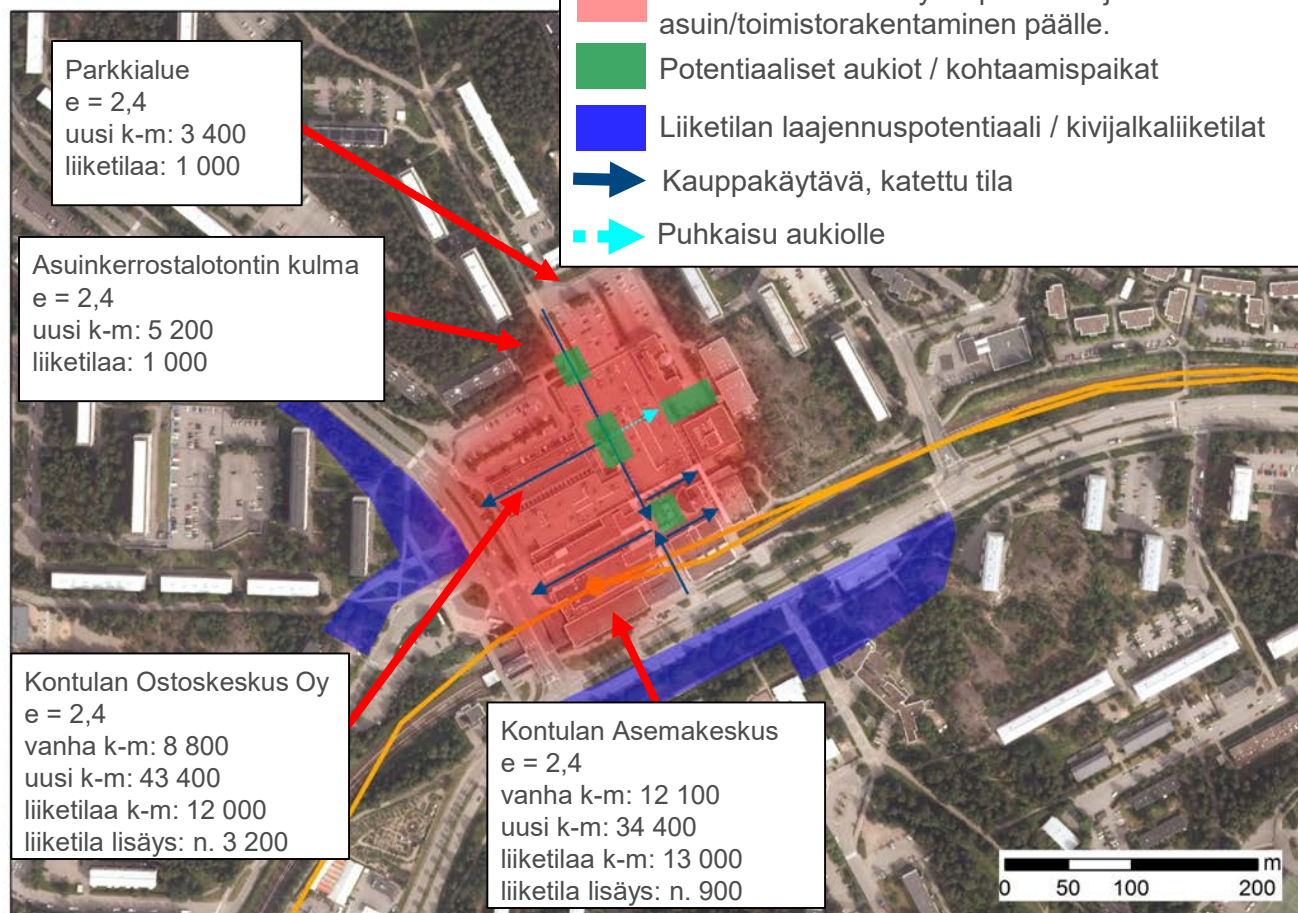 asuin/toimistorakentaminen päälle.
Potentiaaliset aukiot / kohtaamispaikat
Liiketilan laajennuspotentiaali / kivijalkaliiketilat
Kauppakäytävä, katettu tila
Puhkaisu aukiolle
Parkkialue
e = 2,4
uusi k-m: 3 400
liiketilaa: 1 000
Asuinkerrostalotontin kulma
e = 2,4
uusi k-m: 5 200
liiketilaa: 1 000
Kontulan Ostoskeskus Oy
e = 2,4
vanha k-m: 8 800
uusi k-m: 43 400
liiketilaa k-m: 12 000
liiketila lisäys: n. 3 200
Kontulan Asemakeskus
e = 2,4
vanha k-m: 12 100
uusi k-m: 34 400
liiketilaa k-m: 13 000
liiketila lisäys: n. 900
m
0 50 100 200